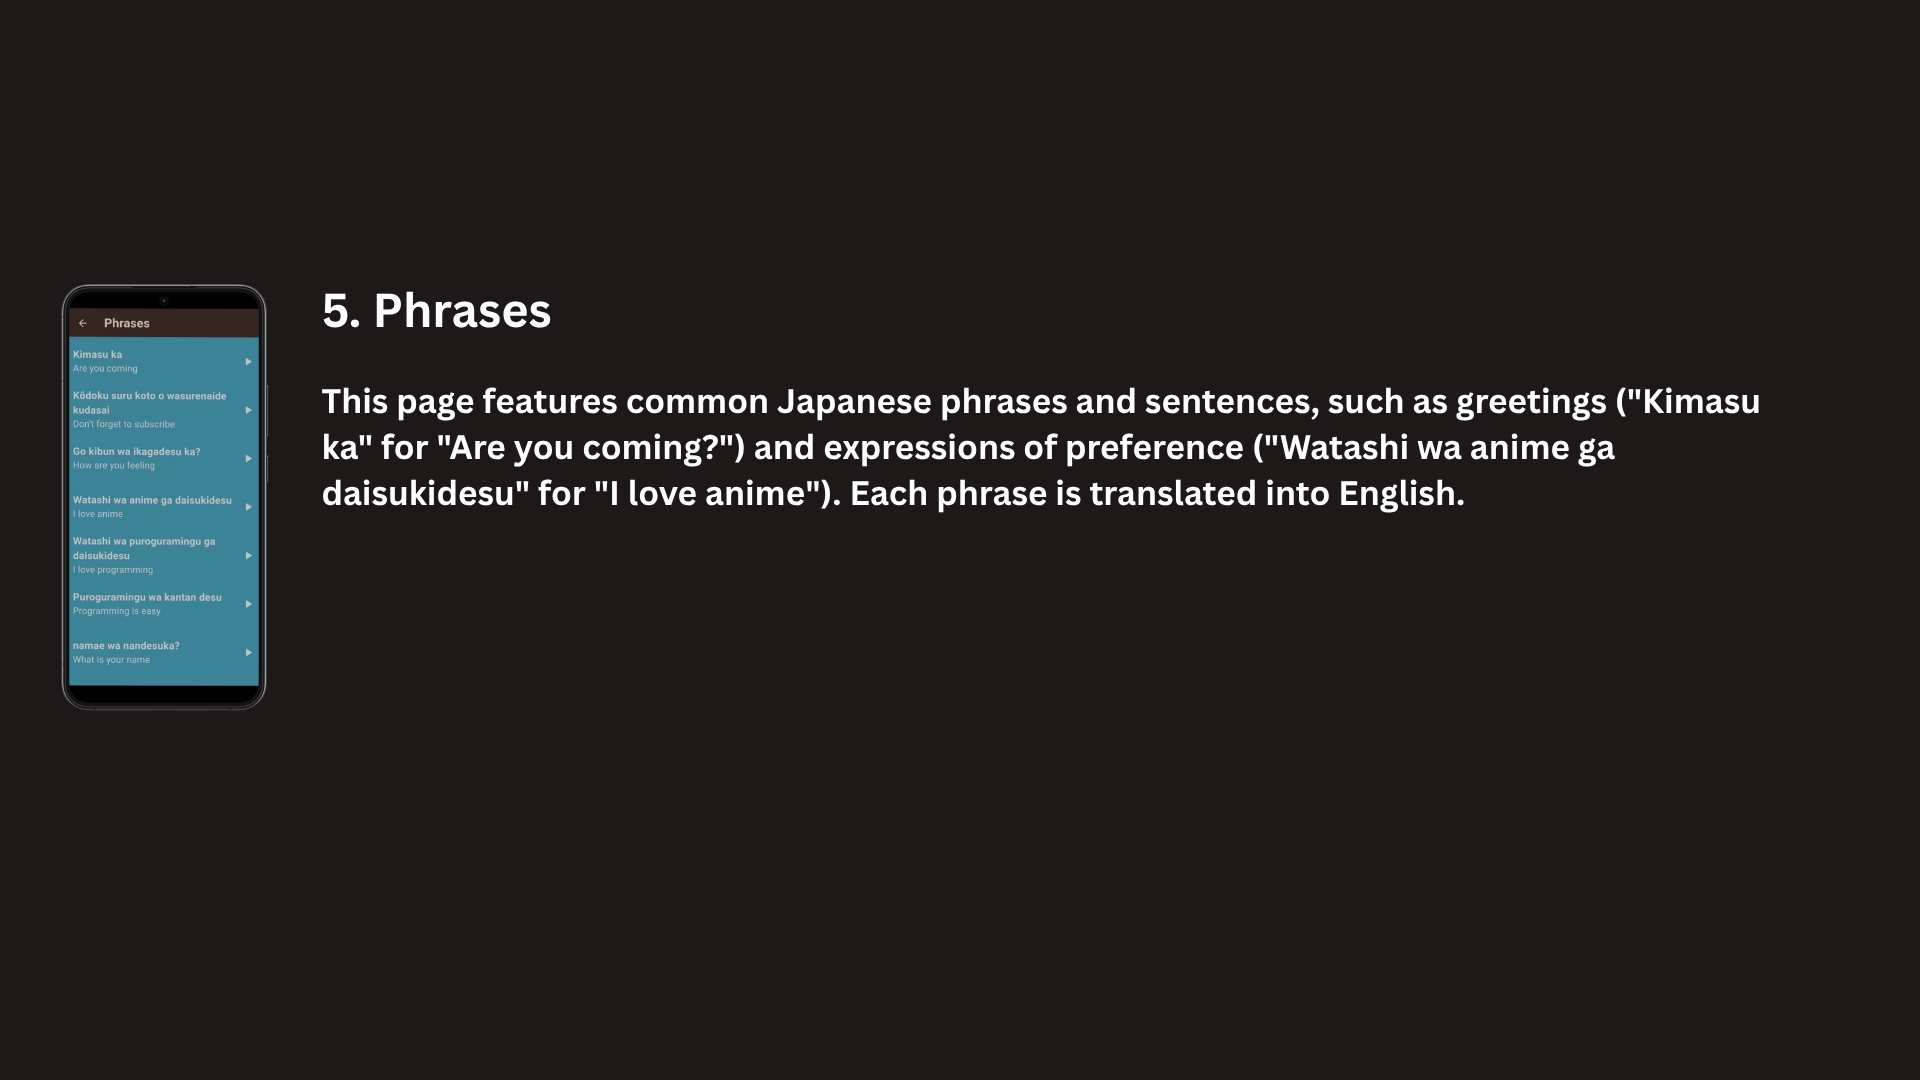 Phrases
Kimasu ka
Are you coming
Kōdoku suru koto o wasurenaide
kudasai
Don't forget to subscribe
Go kibun wa ikagadesu ka?
How are you feeling
Watashi wa anime ga daisukidesu
I love anime
Watashi wa puroguramingu ga
daisukidesu
I love programming
Puroguramingu wa kantan desu
Programming is easy
namae wa nandesuka?
What is your name
5. Phrases
This page features common Japanese phrases and sentences, such as greetings ("Kimasu
ka" for "Are you coming?") and expressions of preference ("Watashi wa anime ga
daisukidesu" for "I love anime"). Each phrase is translated into English.